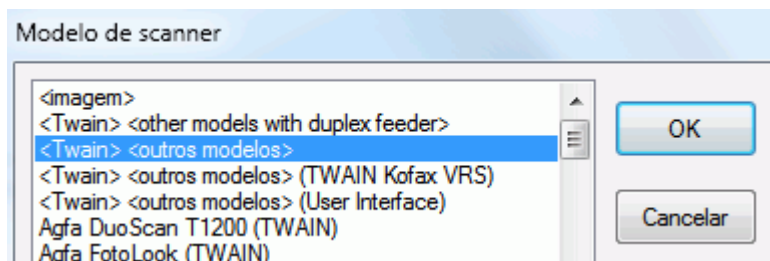 Modelo de scanner
<imagem>
<Twain> <other models with duplex feeder>
<Twain> <outros modelos>
<Twain> <outros modelos> (TWAIN Kofax VRS)
<Twain> <outros modelos> (User Interface)
Agfa DuoScan T1200 (TWAIN)
Agfa FotoLook (TWAIN)
OK
Cancelar